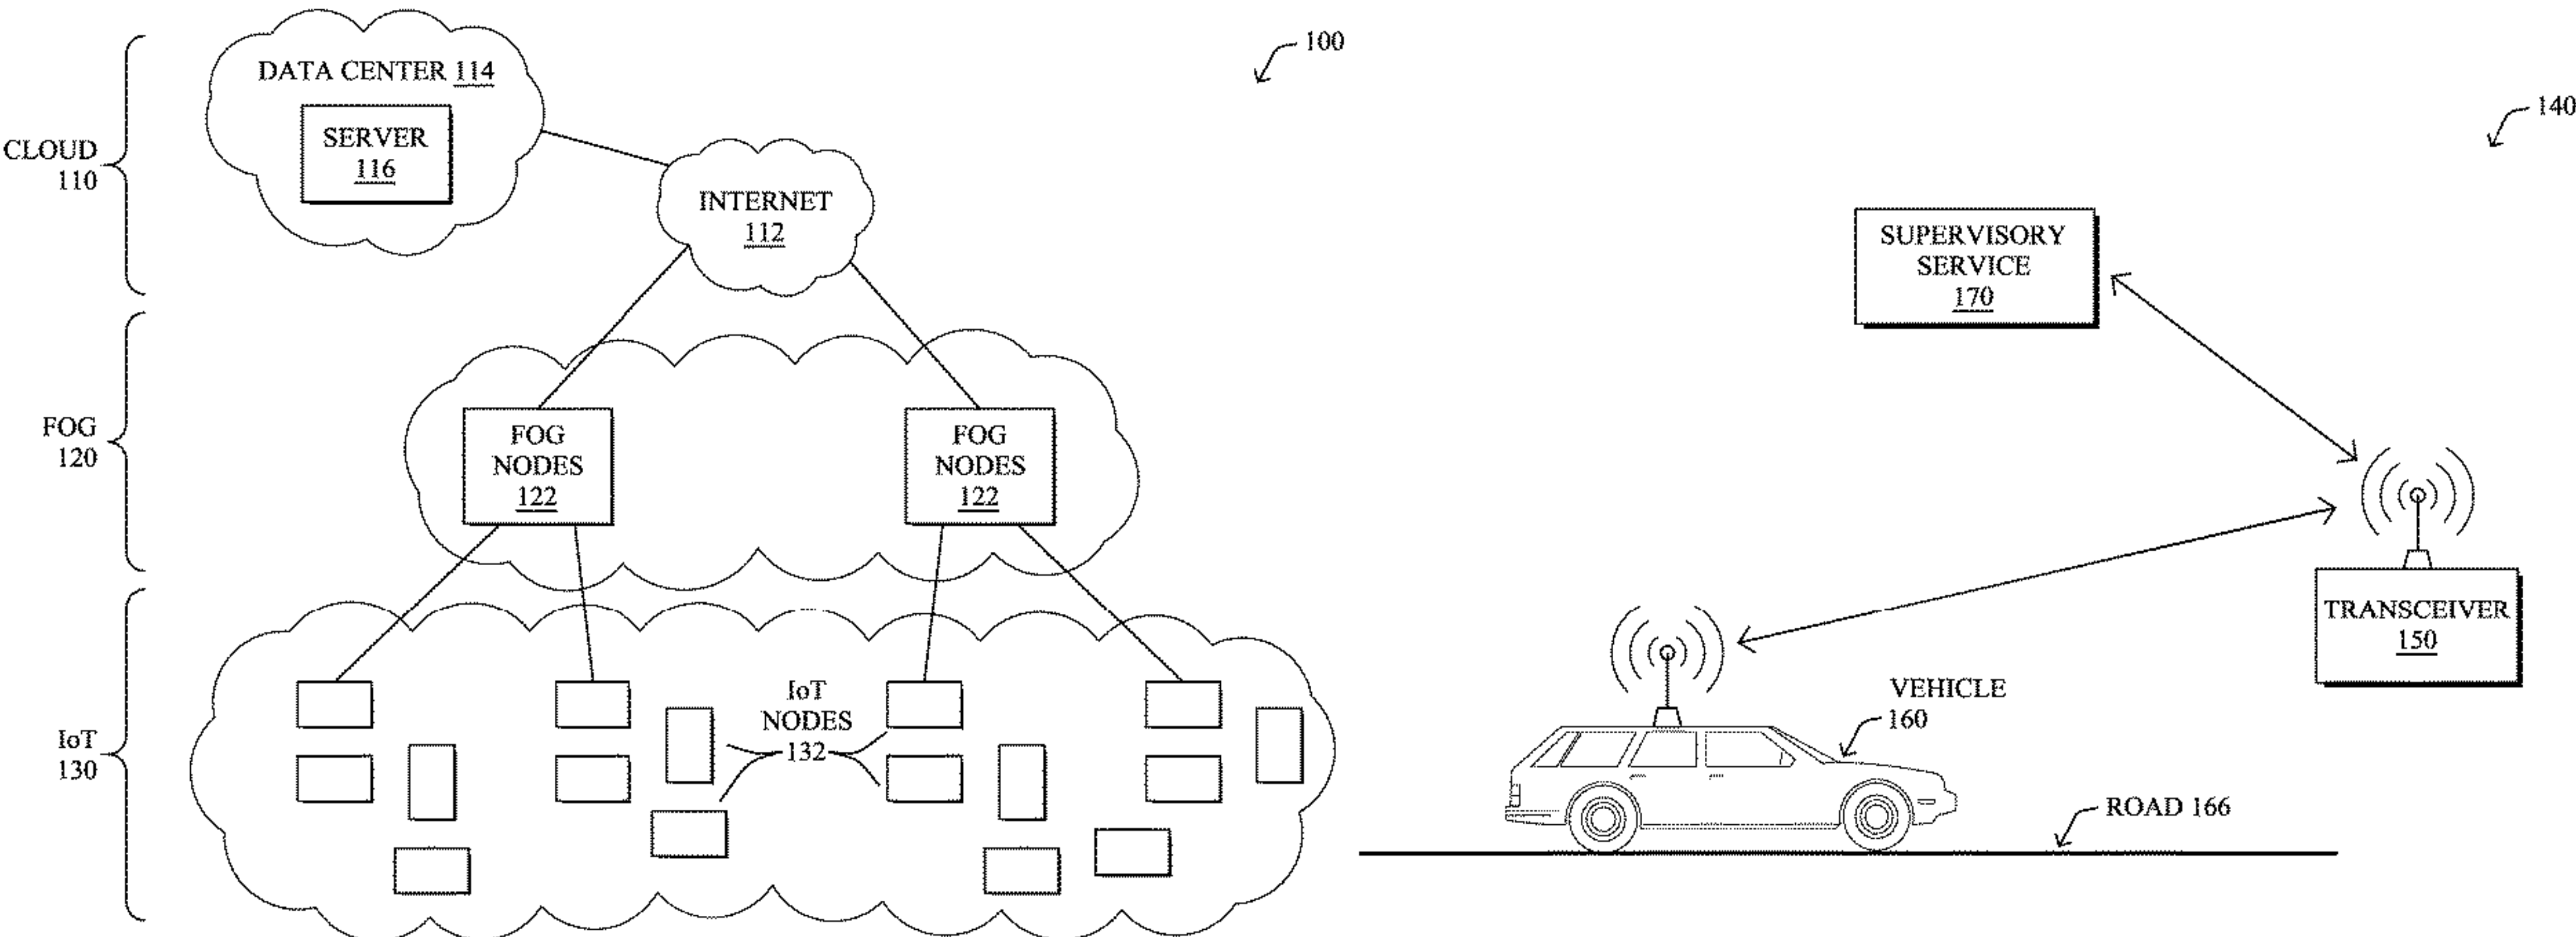 100
DATA CENTER 114
SERVER
116
CLOUD
110
INTERNET
112
FOG
120
FOG
NODES
122
FOG
NODES
122
IoT
130
IoT
NODES
132
140
SUPERVISORY
SERVICE
170
TRANSCEIVER
150
VEHICLE
160
ROAD 166